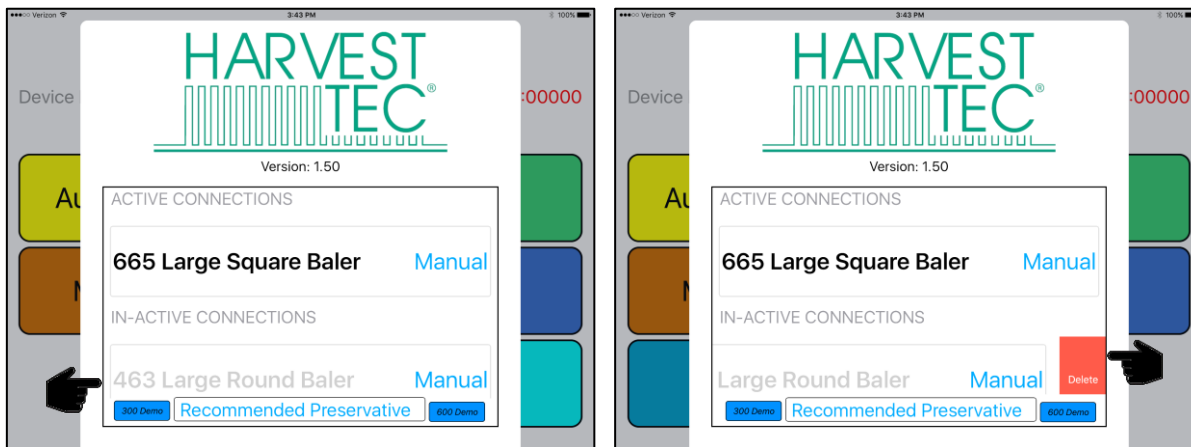 ●●●○○ Verizon 3:43 PM 100%
HARVEST
TEC®
Device :00000
Version: 1.50
Au
ACTIVE CONNECTIONS
665 Large Square Baler Manual
IN-ACTIVE CONNECTIONS
463 Large Round Baler Manual
300 Demo Recommended Preservative 600 Demo
●●●○○ Verizon 3:43 PM 100%
HARVEST
TEC®
Device :00000
Version: 1.50
Au
ACTIVE CONNECTIONS
665 Large Square Baler Manual
IN-ACTIVE CONNECTIONS
Large Round Baler Manual Delete
300 Demo Recommended Preservative 600 Demo